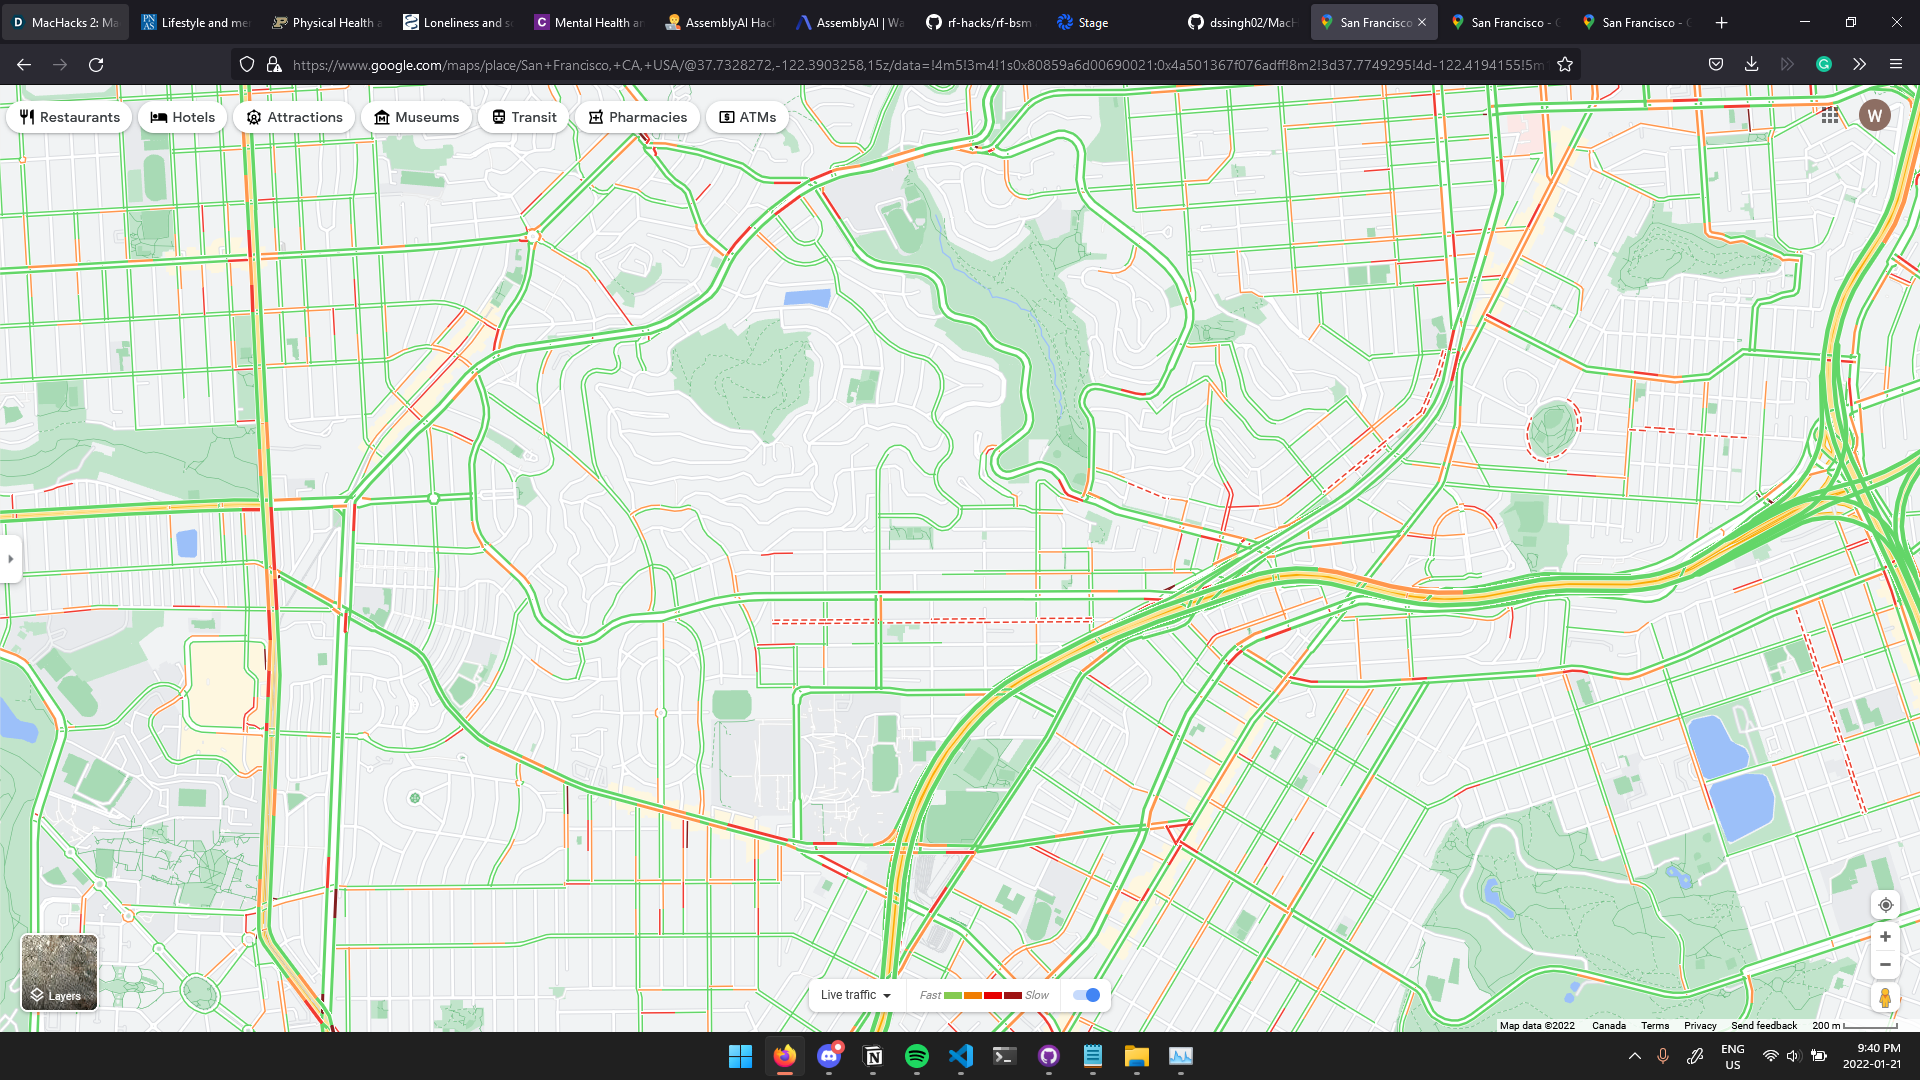 MacHacks 2: Ma
Lifestyle and me
Physical Health a
Loneliness and s
Mental Health a
AssemblyAI Hac
AssemblyAI | Wa
rf-hacks/rf-bsm
Stage
dssingh02/MacH
San Francisco
San Francisco - G
San Francisco - G
https://www.google.com/maps/place/San+Francisco,+CA,+USA/@37.7328272,-122.3903258,15z/data=!4m5!3m4!1s0x80859a6d00690021:0x4a501367f076adff!8m2!3d37.7749295!4d-122.4194155!5m1
Restaurants
Hotels
Attractions
Museums
Transit
Pharmacies
ATMs
W
Layers
Live traffic
Fast
Slow
Map data ©2022
Canada
Terms
Privacy
Send feedback
200 m
ENG
US
9:40 PM
2022-01-21